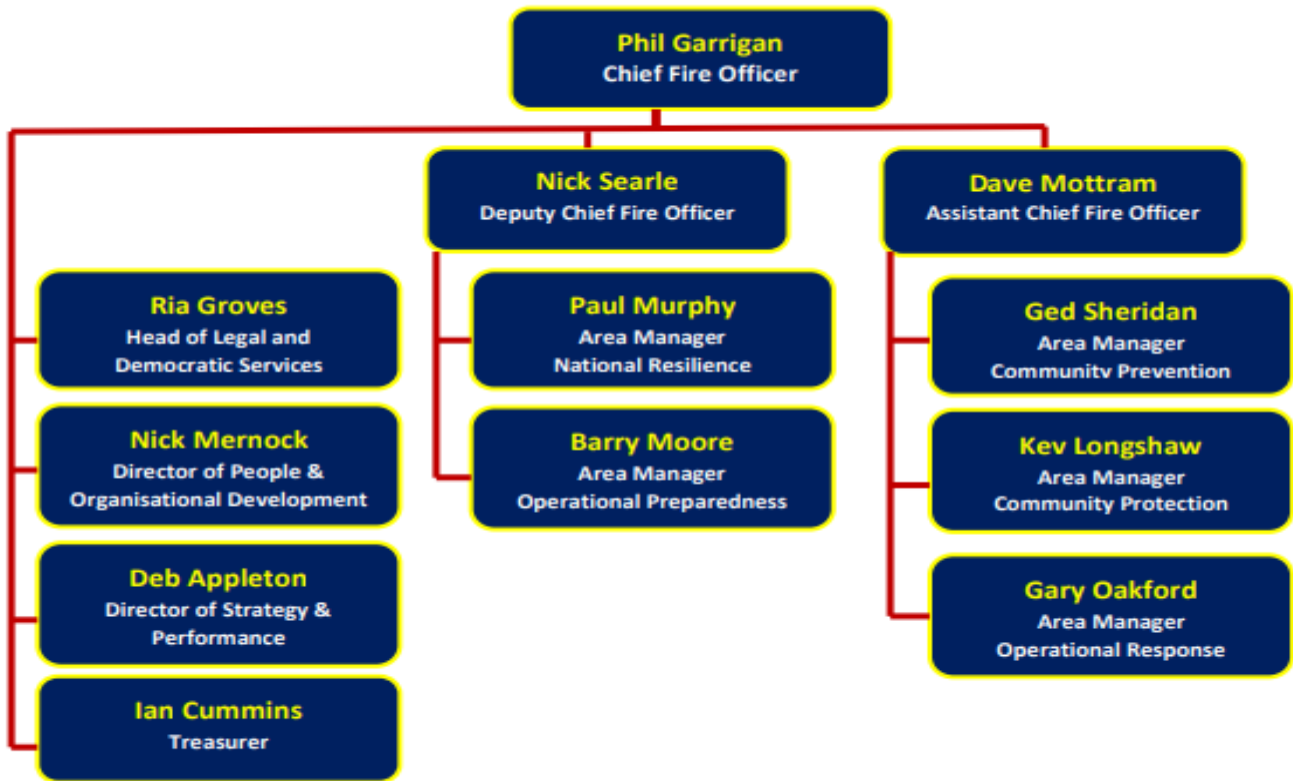 Phil Garrigan
Chief Fire Officer
Nick Searle
Deputy Chief Fire Officer
Dave Mottram
Assistant Chief Fire Officer
Ria Groves
Head of Legal and
Democratic Services
Nick Mernock
Director of People &
Organisational Development
Deb Appleton
Director of Strategy &
Performance
Ian Cummins
Treasurer
Paul Murphy
Area Manager
National Resilience
Barry Moore
Area Manager
Operational Preparedness
Ged Sheridan
Area Manager
Community Prevention
Kev Longshaw
Area Manager
Community Protection
Gary Oakford
Area Manager
Operational Response